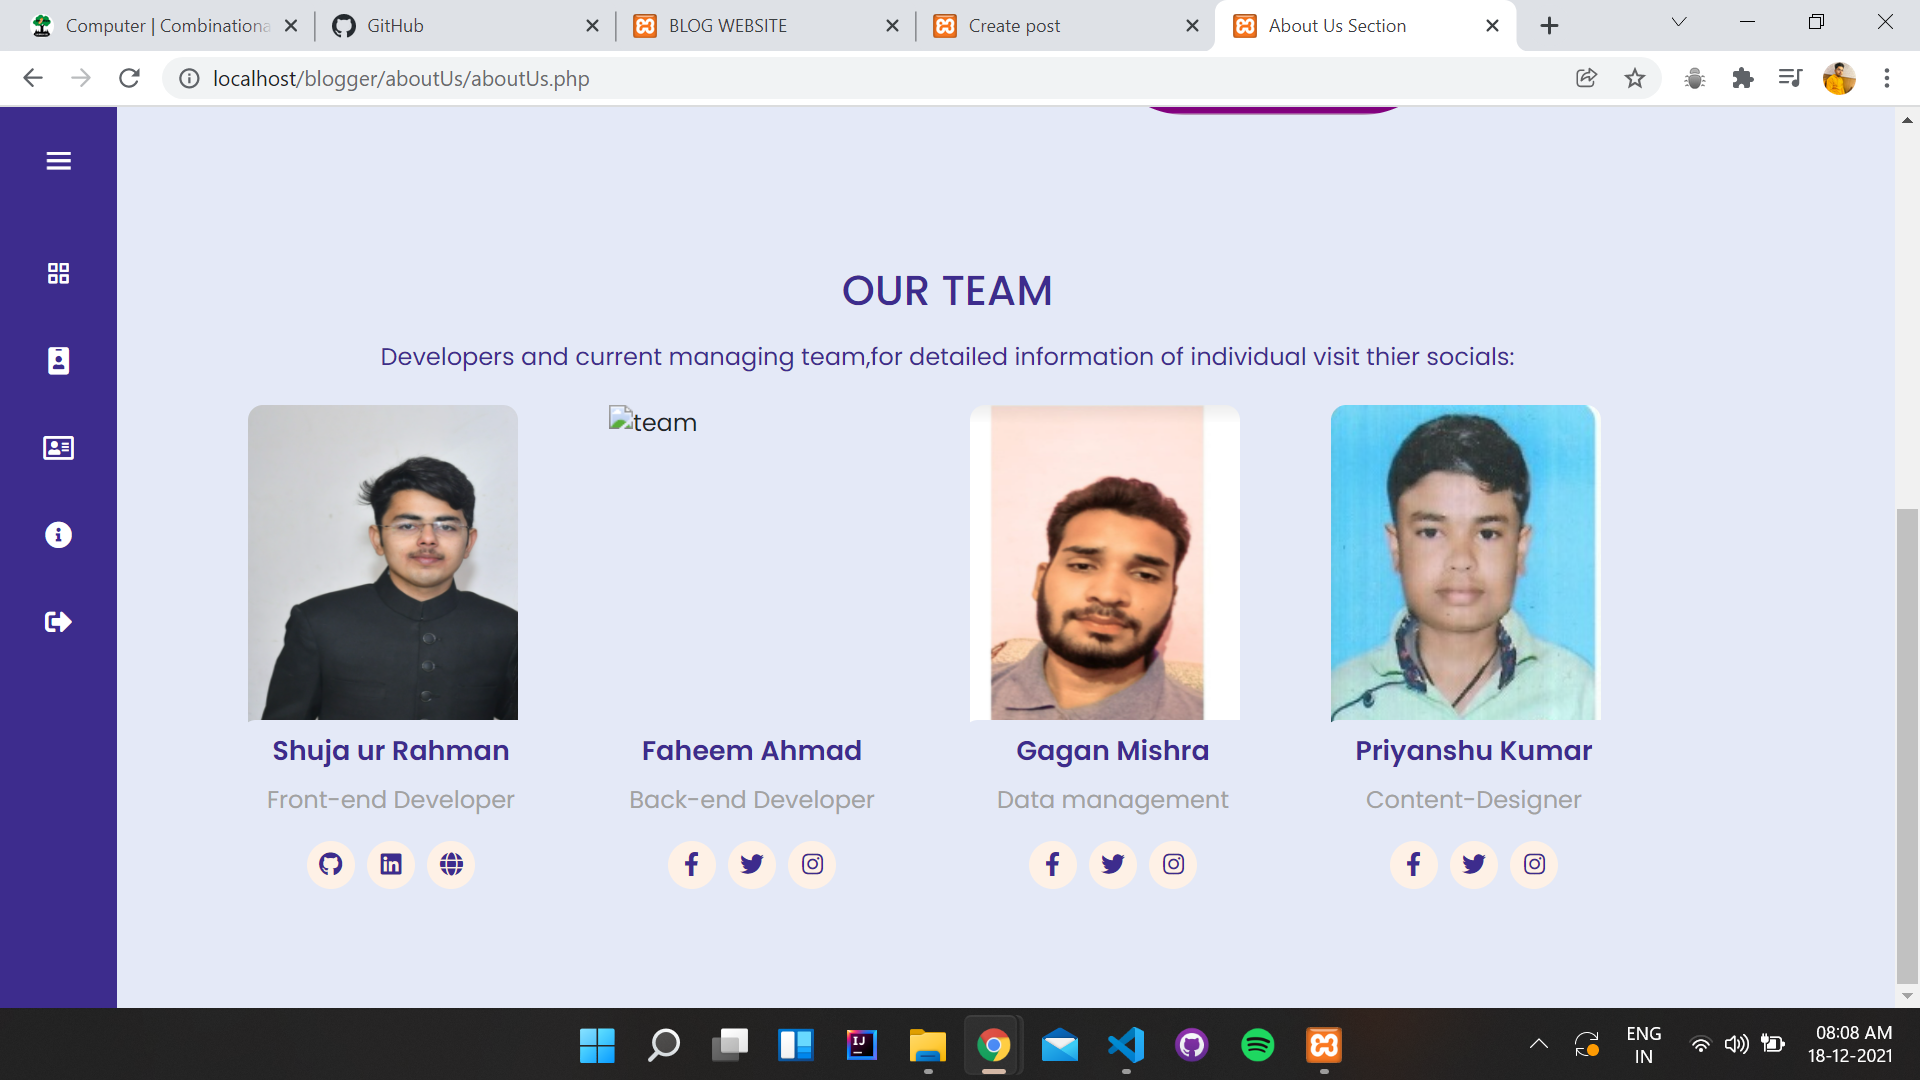 Computer | Combinationa
GitHub
BLOG WEBSITE
Create post
About Us Section
localhost/blogger/aboutUs/aboutUs.php
OUR TEAM
Developers and current managing team,for detailed information of individual visit thier socials:
team
Shuja ur Rahman
Faheem Ahmad
Gagan Mishra
Priyanshu Kumar
Front-end Developer
Back-end Developer
Data management
Content-Designer
IJ
ENG
IN
08:08 AM
18-12-2021